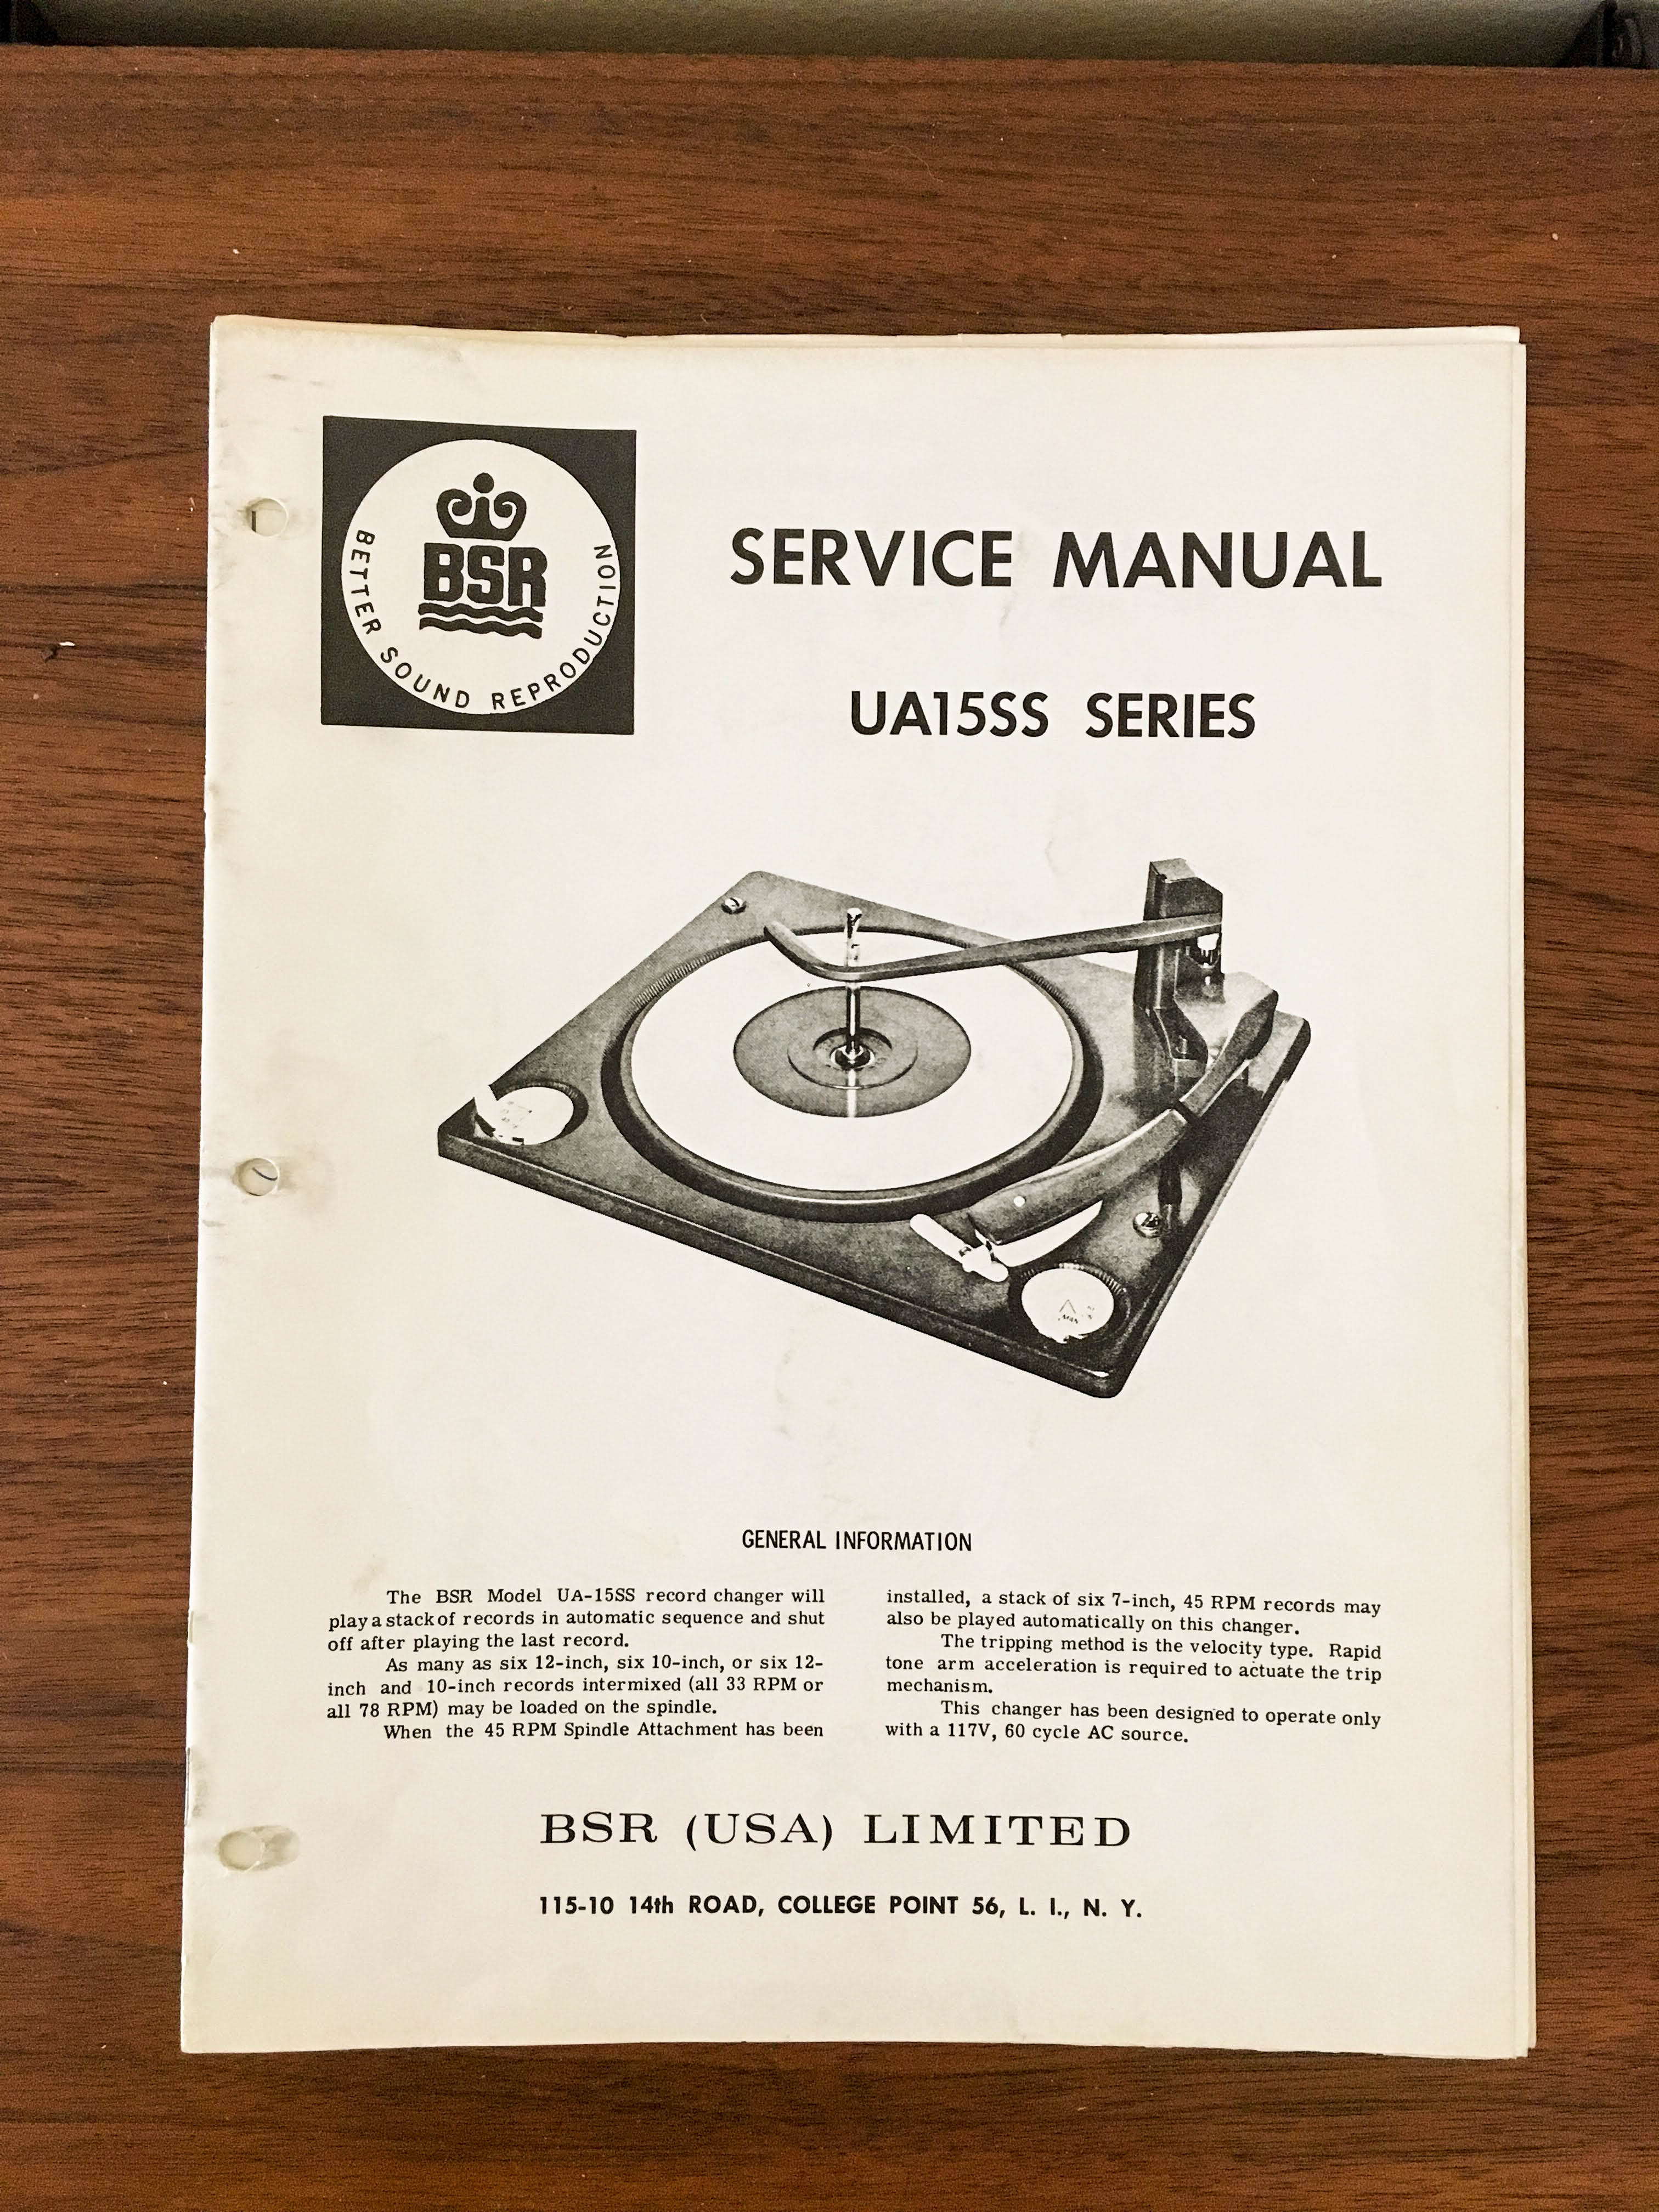 BSR
BETTER SOUND REPRODUCTION
SERVICE MANUAL
UA15SS SERIES
GENERAL INFORMATION
The BSR Model UA-15SS record changer will
play a stack of records in automatic sequence and shut
off after playing the last record.
As many as six 12-inch, six 10-inch, or six 12-
inch and 10-inch records intermixed (all 33 RPM or
all 78 RPM) may be loaded on the spindle.
When the 45 RPM Spindle Attachment has been
installed, a stack of six 7-inch, 45 RPM records may
also be played automatically on this changer.
The tripping method is the velocity type. Rapid
tone arm acceleration is required to actuate the trip
mechanism.
This changer has been designed to operate only
with a 117V, 60 cycle AC source.
BSR (USA) LIMITED
115-10 14th ROAD, COLLEGE POINT 56, L. I., N. Y.